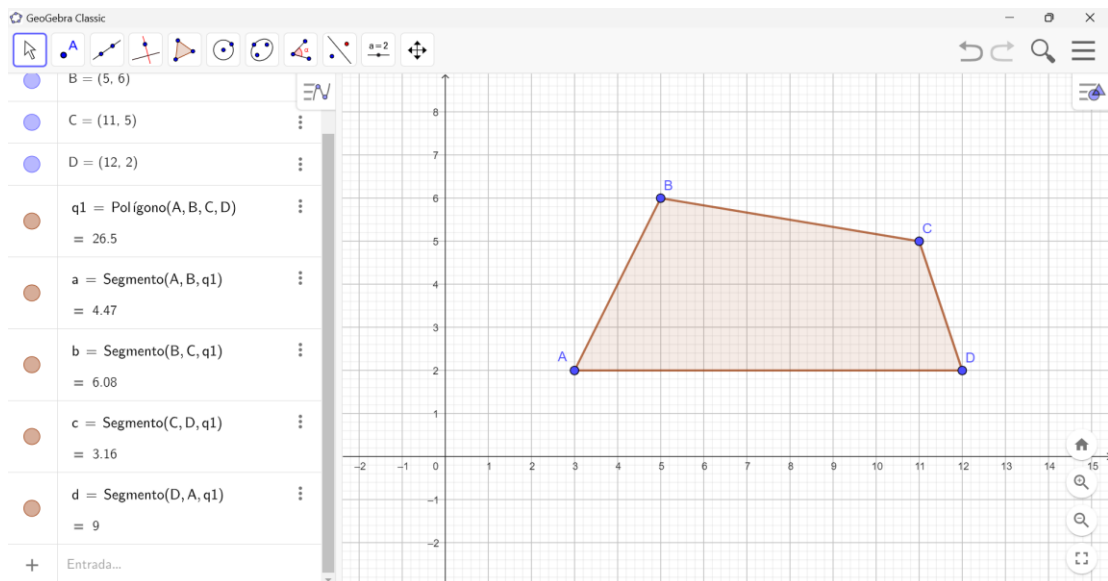 GeoGebra Classic
A
a=2
B = (5, 6)
C = (11, 5)
D = (12, 2)
q1 = Polígono(A, B, C, D)
= 26.5
a = Segmento(A, B, q1)
= 4.47
b = Segmento(B, C, q1)
= 6.08
c = Segmento(C, D, q1)
= 3.16
d = Segmento(D, A, q1)
= 9
+ Entrada...
8
7
6
5
4
3
2
1
−2 −1 0 1 2 3 4 5 6 7 8 9 10 11 12 13 14 15
−1
−2
B
C
A
D